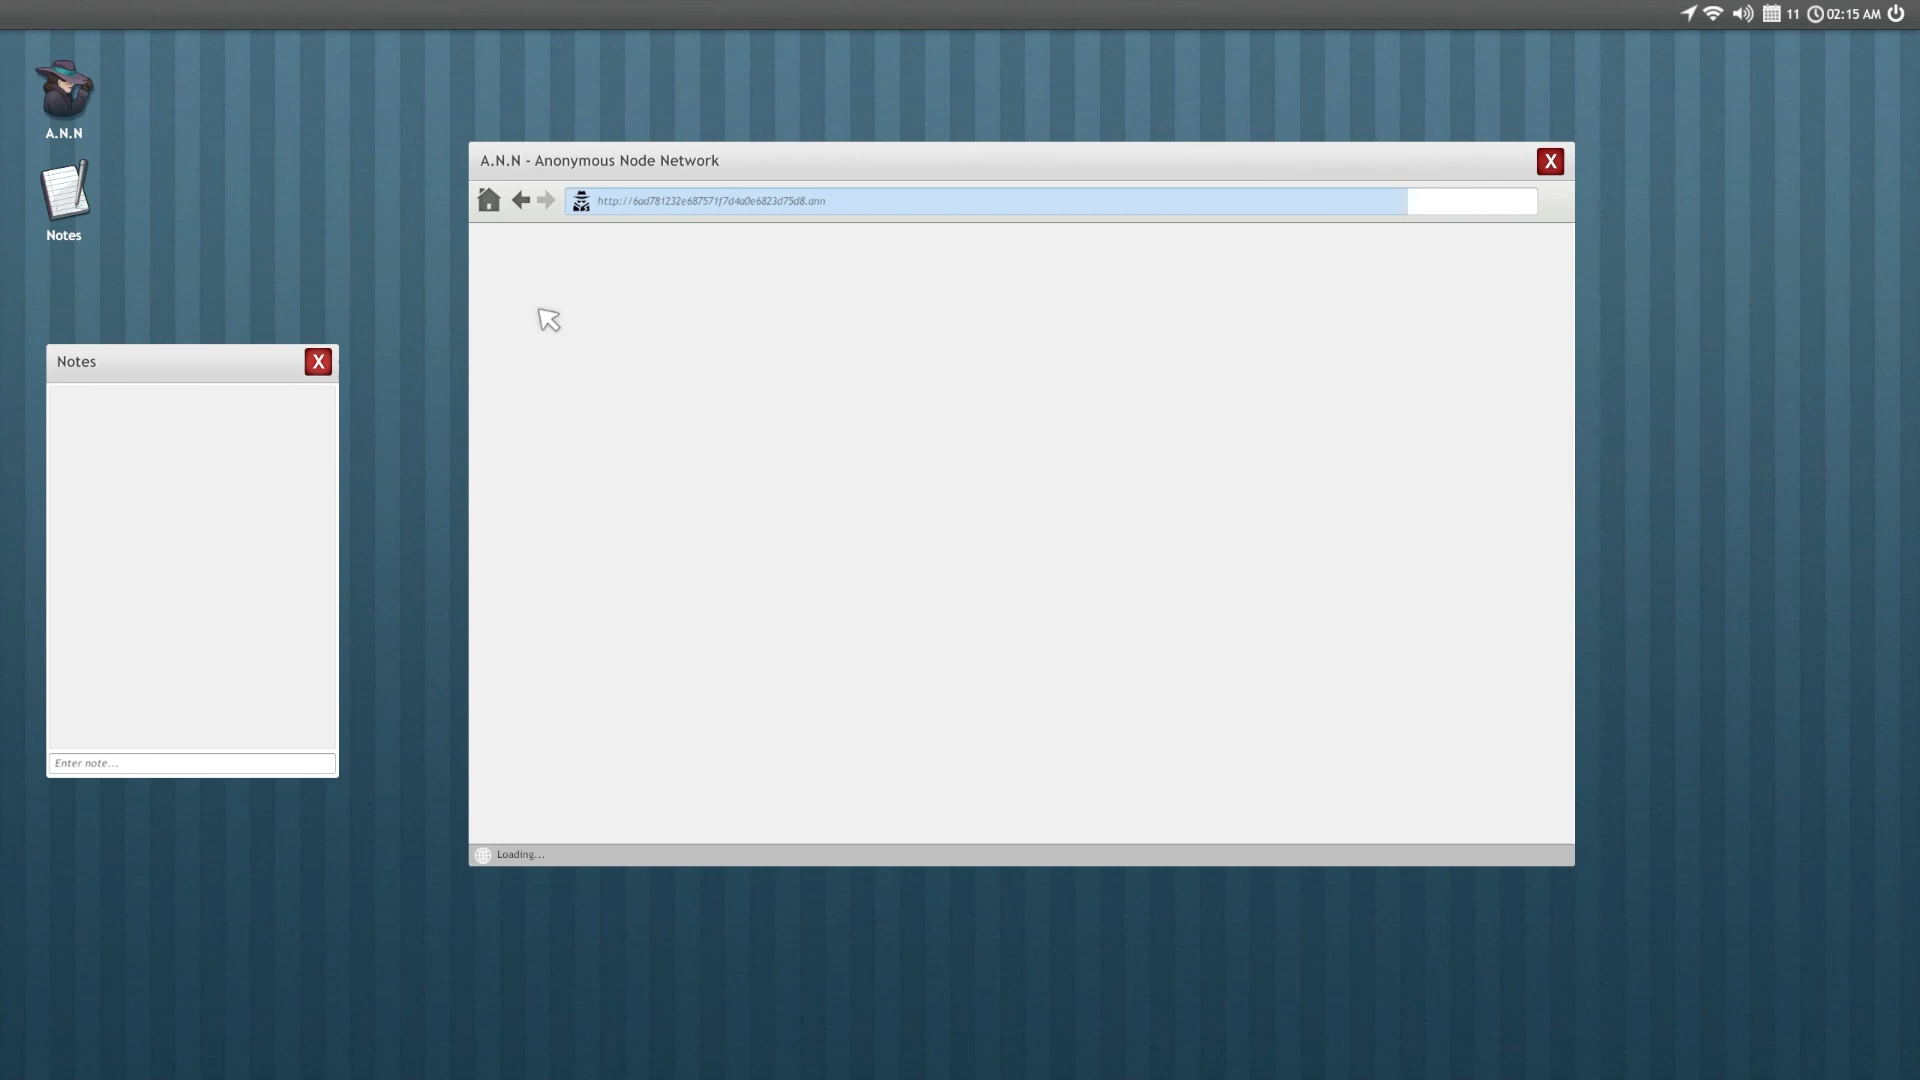 11 02:15 AM
A.N.N
Notes
A.N.N - Anonymous Node Network
X
http://6ad781232e687571f7d4a0e6823d75d8.ann
Notes
X
Enter note...
Loading...